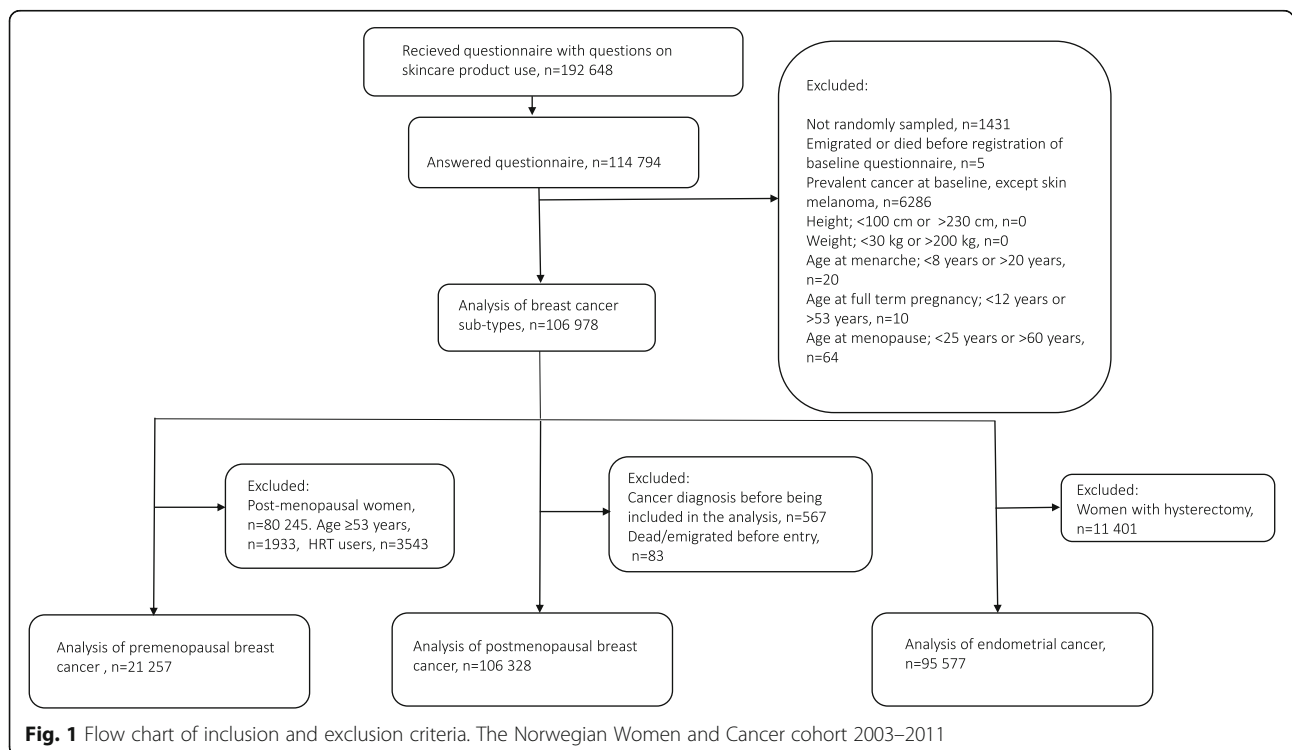 Recieved questionnaire with questions on
skincare product use, n=192 648
Answered questionnaire, n=114 794
Excluded:
Not randomly sampled, n=1431
Emigrated or died before registration of
baseline questionnaire, n=5
Prevalent cancer at baseline, except skin
melanoma, n=6286
Height; <100 cm or >230 cm, n=0
Weight; <30 kg or >200 kg, n=0
Age at menarche; <8 years or >20 years,
n=20
Age at full term pregnancy; <12 years or
>53 years, n=10
Age at menopause; <25 years or >60 years,
n=64
Analysis of breast cancer
sub-types, n=106 978
Excluded:
Post-menopausal women,
n=80 245. Age ≥53 years,
n=1933, HRT users, n=3543
Excluded:
Cancer diagnosis before being
included in the analysis, n=567
Dead/emigrated before entry,
n=83
Excluded:
Women with hysterectomy,
n=11 401
Analysis of premenopausal breast
cancer , n=21 257
Analysis of postmenopausal breast
cancer, n=106 328
Analysis of endometrial cancer,
n=95 577
Fig. 1 Flow chart of inclusion and exclusion criteria. The Norwegian Women and Cancer cohort 2003–2011